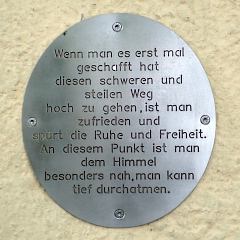 Wenn man es erst mal
geschafft hat
diesen schweren und
steilen Weg
hoch zu gehen, ist man
zufrieden und
spürt die Ruhe und Freiheit.
An diesem Punkt ist man
dem Himmel
besonders nah, man kann
tief durchatmen.